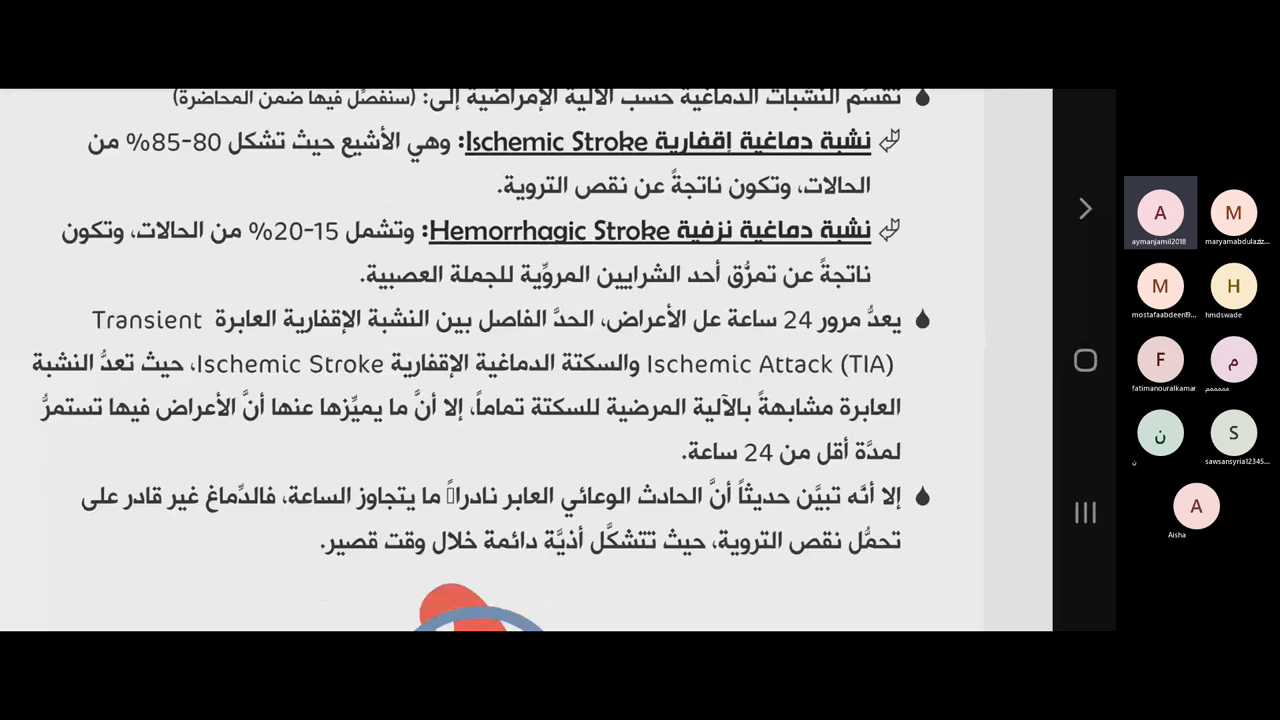 تقسم النشبات الدماغية حسب الآلية الإمراضية إلى: (سنفصّل فيها ضمن المحاضرة)
نشبة دماغية إقفارية Ischemic Stroke: وهي الأشيع حيث تشكل 80-85% من
الحالات، وتكون ناتجةً عن نقص التروية.
نشبة دماغية نزفية Hemorrhagic Stroke: وتشمل 15-20% من الحالات، وتكون
ناتجةً عن تمزُّق أحد الشرايين المروِّية للجملة العصبية.
يعدُّ مرور 24 ساعة عل الأعراض، الحدَّ الفاصل بين النشبة الإقفارية العابرة Transient
Ischemic Attack (TIA) والسكتة الدماغية الإقفارية Ischemic Stroke، حيث تعدُّ النشبة
العابرة مشابهةً بالآلية المرضية للسكتة تماماً، إلا أنَّ ما يميِّزها عنها أنَّ الأعراض فيها تستمرُّ
لمدَّة أقل من 24 ساعة.
إلا أنَّه تبيَّن حديثاً أنَّ الحادث الوعائي العابر نادراً ما يتجاوز الساعة، فالدِّماغ غير قادر على
تحمُّل نقص التروية، حيث تتشكَّل أذيَّة دائمة خلال وقت قصير.
A
aymanjamil2018
M
maryamabdulaziz...
M
mostafaabdeen19...
H
hmdswade
F
fatimanouralkamar
م
مممممم
ن
ن
S
sawsansyria12345...
A
Aisha